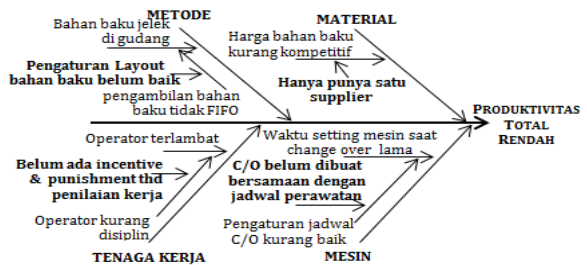 METODE
Bahan baku jelek
di gudang
Pengaturan Layout
bahan baku belum baik
pengambilan bahan
baku tidak FIFO
MATERIAL
Harga bahan baku
kurang kompetitif
Hanya punya satu
supplier
PRODUKTIVITAS
TOTAL
RENDAH
Operator terlambat
Belum ada incentive
& punishment thd
penilaian kerja
Operator kurang
disiplin
TENAGA KERJA
Waktu setting mesin saat
change over lama
C/O belum dibuat
bersamaan dengan
jadwal perawatan
Pengaturan jadwal
C/O kurang baik
MESIN